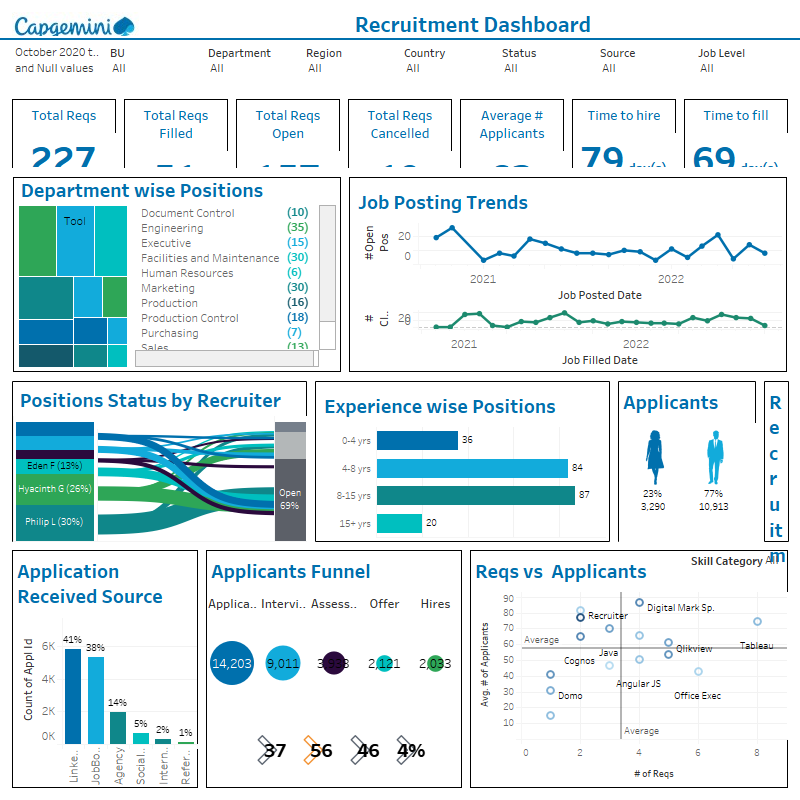 Capgemini
Recruitment Dashboard
October 2020 t..
and Null values
BU
All
Department
All
Region
All
Country
All
Status
All
Source
All
Job Level
All
Total Reqs
227
Total Reqs
Filled
Total Reqs
Open
Total Reqs
Cancelled
Average #
Applicants
Time to hire
79 day(s)
Time to fill
69 day(s)
Department wise Positions
Tool
Document Control (10)
Engineering (35)
Executive (15)
Facilities and Maintenance (30)
Human Resources (6)
Marketing (30)
Production (16)
Production Control (18)
Purchasing (7)
Sales (13)
Job Posting Trends
#Open
Pos
20
0
2021 2022
Job Posted Date
#
Cl..
20
0
2021 2022
Job Filled Date
Positions Status by Recruiter
Eden F (13%)
Hyacinth G (26%)
Philip L (30%)
Open
69%
Experience wise Positions
0-4 yrs 36
4-8 yrs 84
8-15 yrs 87
15+ yrs 20
Applicants
23%
3,290
77%
10,913
Recruitm
Application
Received Source
Count of Appl Id
6K
4K
2K
0K
41%
38%
14%
5%
2%
1%
Linke..
JobBo..
Agency
Social..
Intern..
Refer..
Applicants Funnel
Applica.. Intervi.. Assess.. Offer Hires
14,203 9,011 3,938 2,121 2,033
37 56 46 4%
Skill Category All
Reqs vs Applicants
Avg. # of Applicants
90
80
70
60
50
40
30
20
10
Digital Mark Sp.
Recruiter
Average
Java
Qlikview
Tableau
Cognos
Angular JS
Domo
Office Exec
Average
0 2 4 6 8
# of Reqs